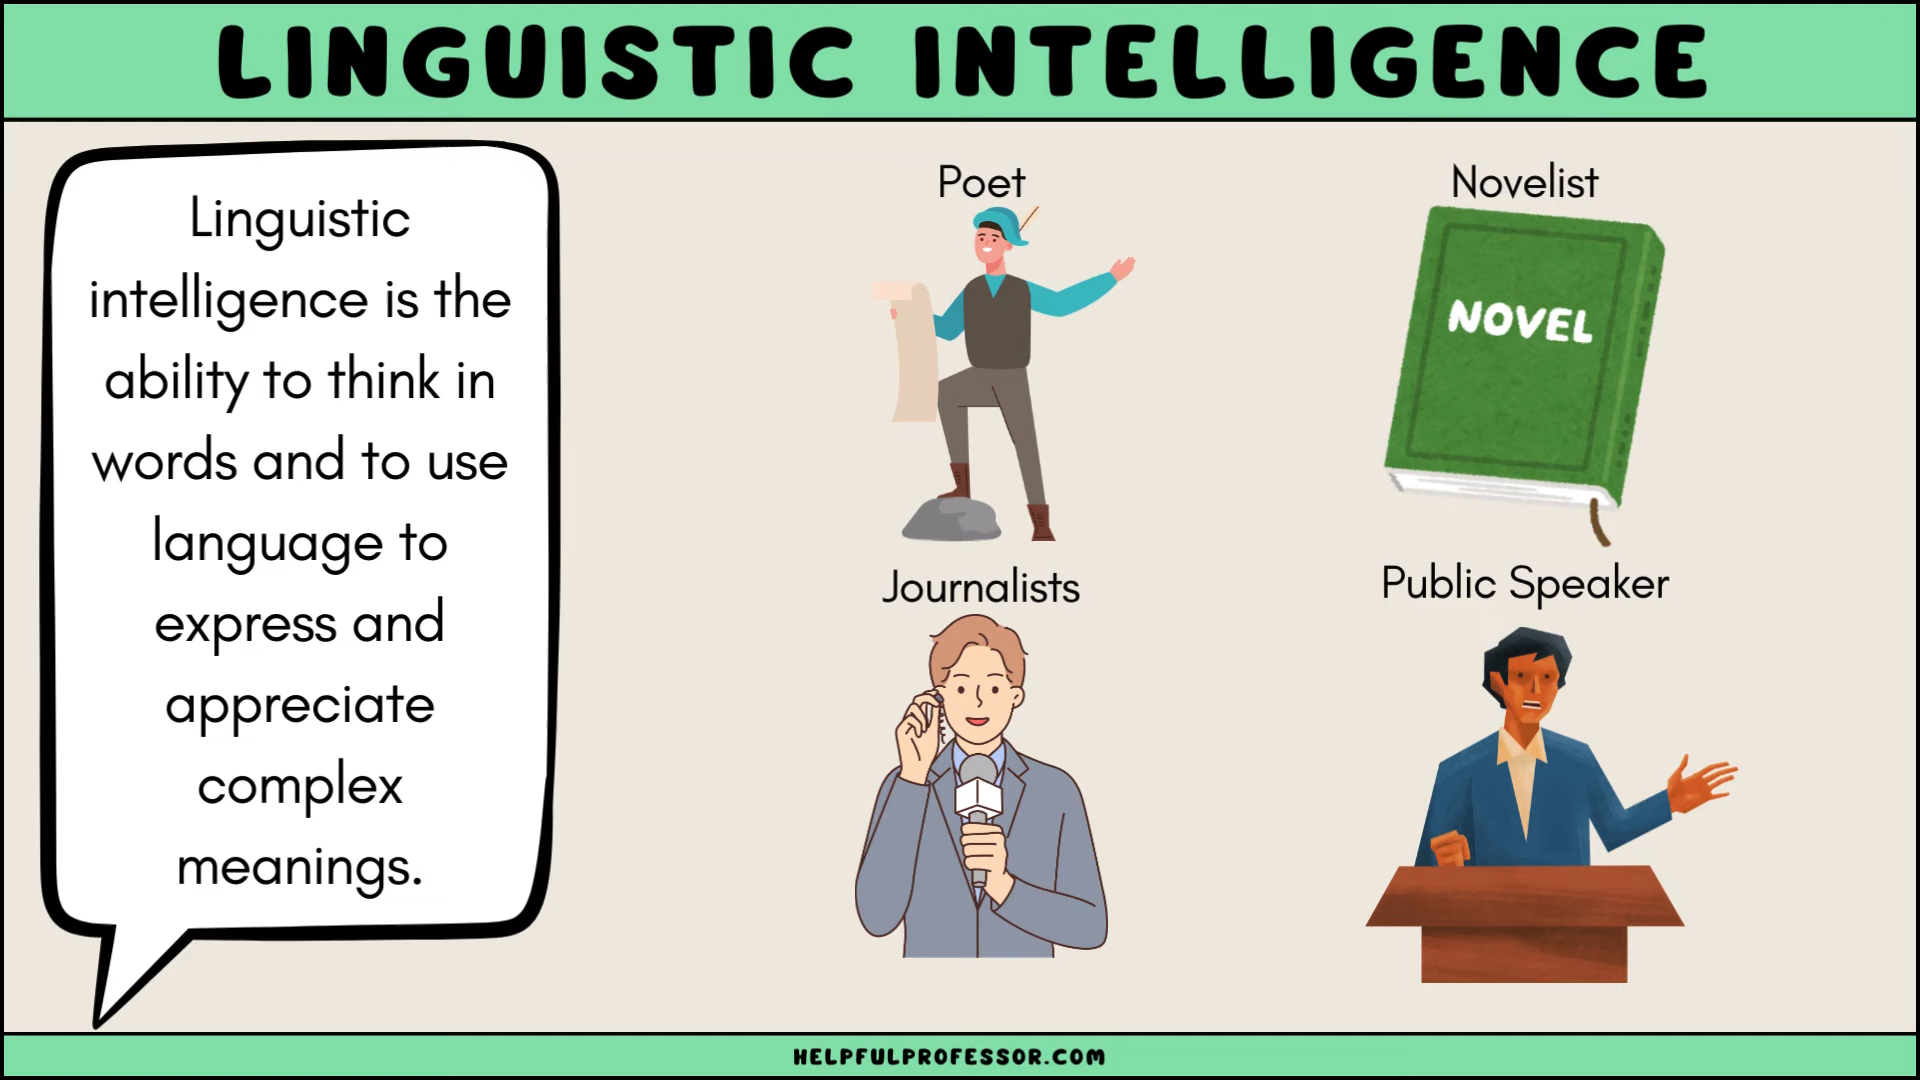 LINGUISTIC INTELLIGENCE
Linguistic
intelligence is the
ability to think in
words and to use
language to
express and
appreciate
complex
meanings.
Poet
Novelist
NOVEL
Journalists
Public Speaker
HELPFULPROFESSOR.COM